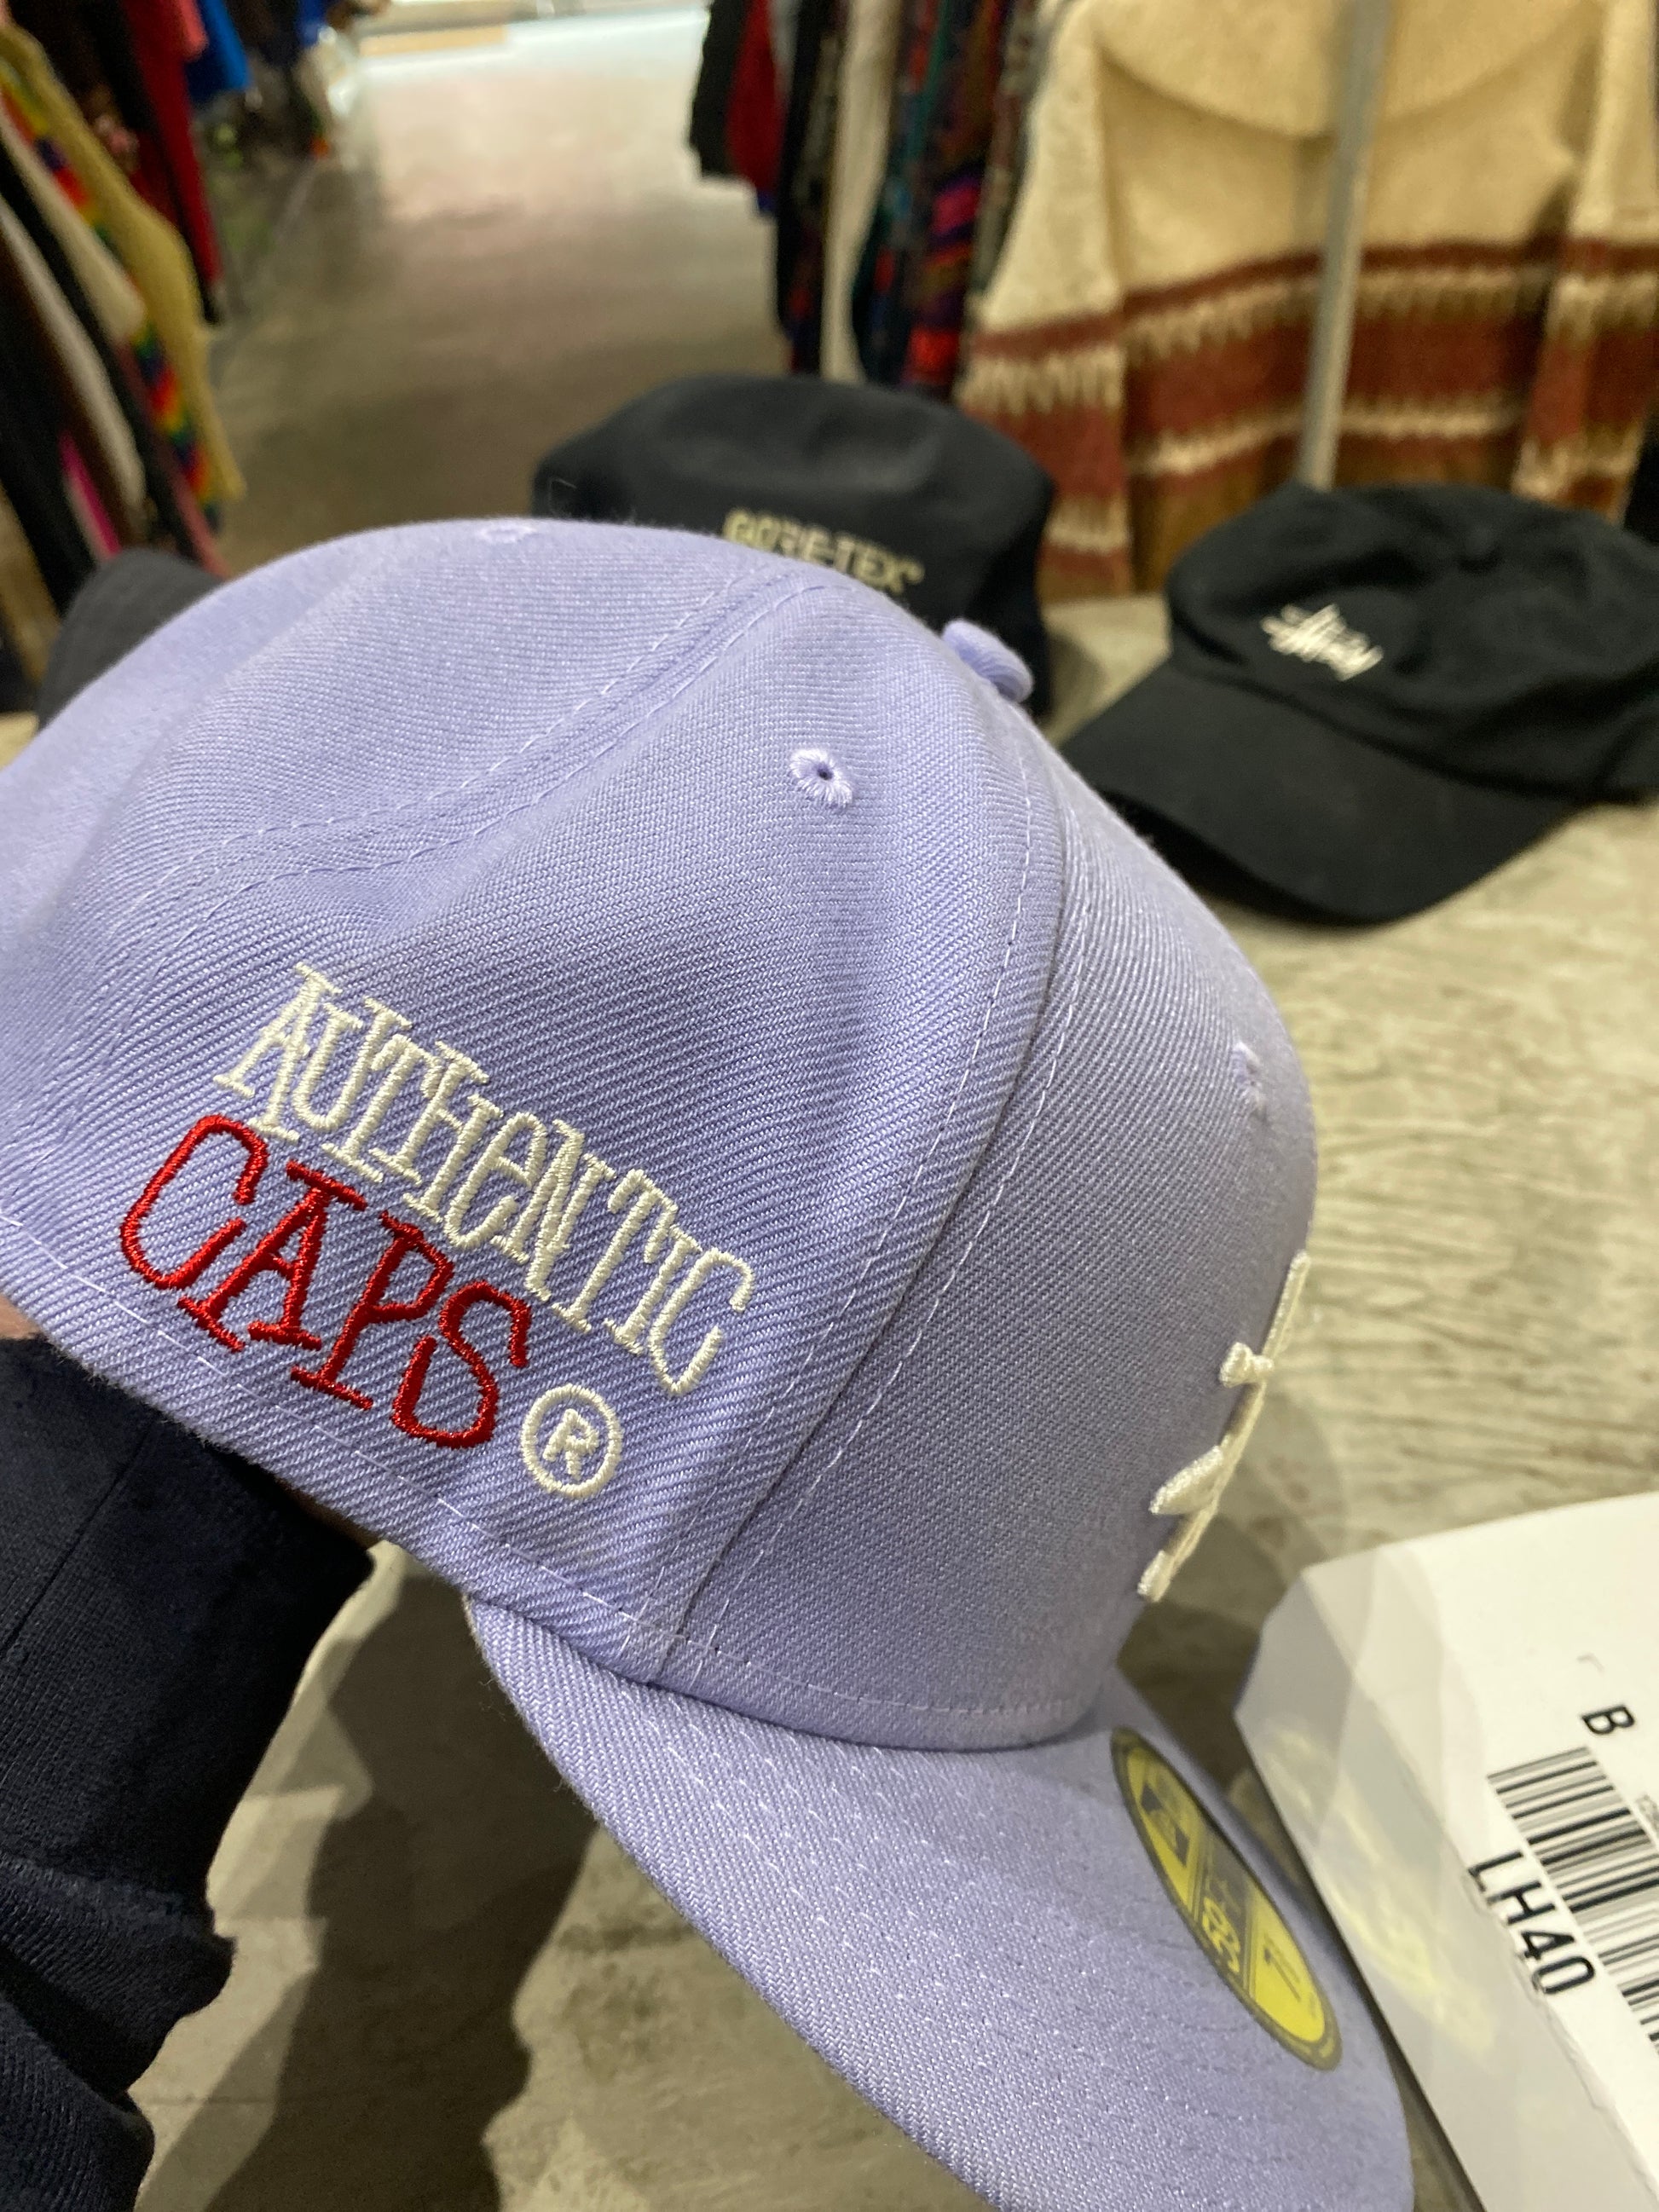 GORE-TEX
AUTHENTIC
CAPS
®
B
LH40